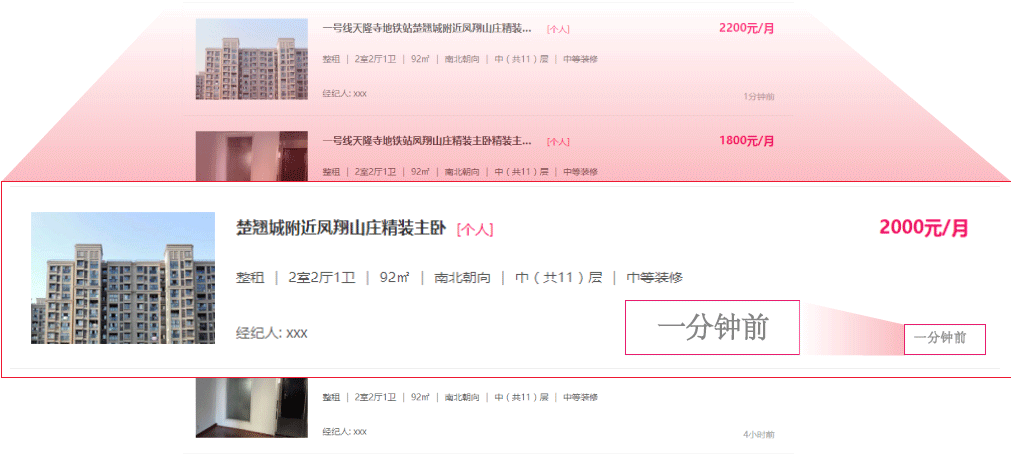 一号线天隆寺地铁站楚翘城附近凤翔山庄精装... [个人] 2200元/月
整租 | 2室2厅1卫 | 92㎡ | 南北朝向 | 中（共11）层 | 中等装修
经纪人: xxx 1分钟前
一号线天隆寺地铁站凤翔山庄精装主卧精装主... [个人] 1800元/月
整租 | 2室2厅1卫 | 92㎡ | 南北朝向 | 中（共11）层 | 中等装修
楚翘城附近凤翔山庄精装主卧 [个人] 2000元/月
整租 | 2室2厅1卫 | 92㎡ | 南北朝向 | 中（共11）层 | 中等装修
经纪人: xxx 一分钟前 一分钟前
整租 | 2室2厅1卫 | 92㎡ | 南北朝向 | 中（共11）层 | 中等装修
经纪人: xxx 4小时前